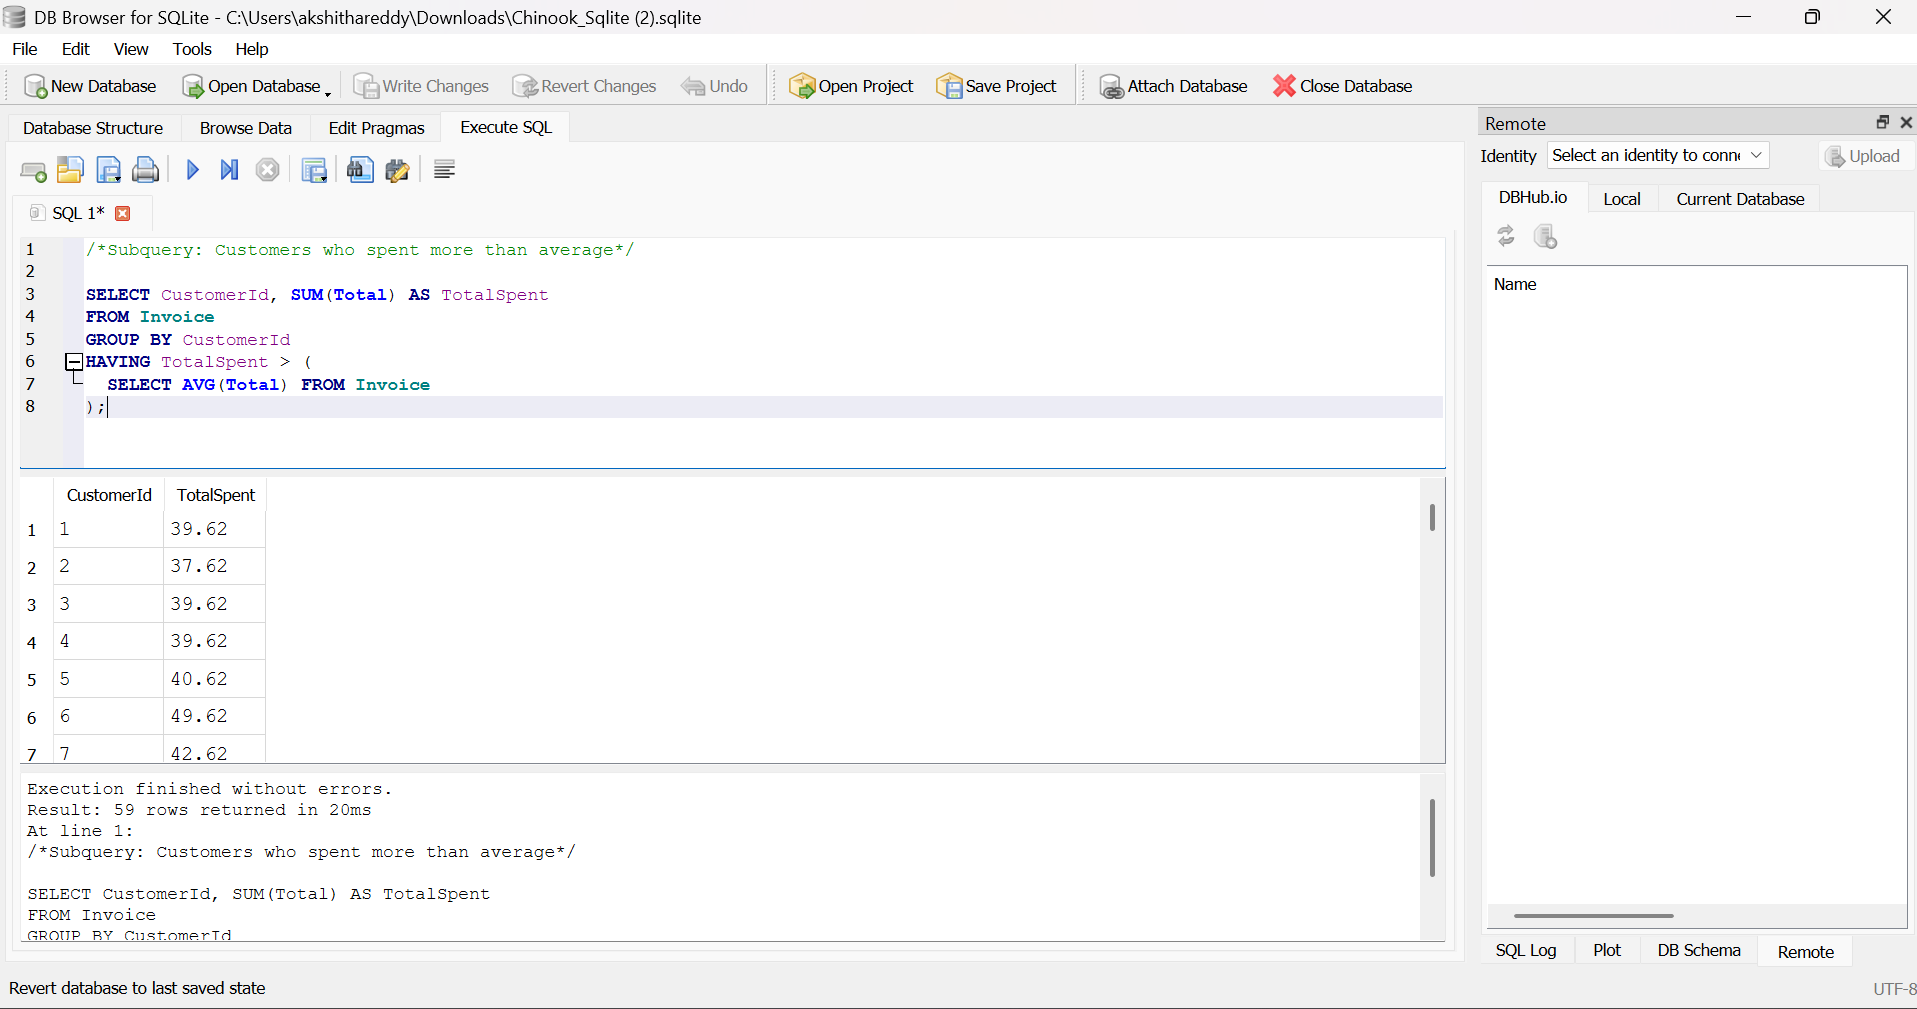 DB Browser for SQLite - C:\Users\akshithareddy\Downloads\Chinook_Sqlite (2).sqlite
File Edit View Tools Help
New Database Open Database Write Changes Revert Changes Undo Open Project Save Project Attach Database Close Database
Database Structure Browse Data Edit Pragmas Execute SQL
SQL 1*
1 /*Subquery: Customers who spent more than average*/
2
3 SELECT CustomerId, SUM(Total) AS TotalSpent
4 FROM Invoice
5 GROUP BY CustomerId
6 HAVING TotalSpent > (
7 SELECT AVG(Total) FROM Invoice
8 );
CustomerId TotalSpent
1 1 39.62
2 2 37.62
3 3 39.62
4 4 39.62
5 5 40.62
6 6 49.62
7 7 42.62
Execution finished without errors.
Result: 59 rows returned in 20ms
At line 1:
/*Subquery: Customers who spent more than average*/
SELECT CustomerId, SUM(Total) AS TotalSpent
FROM Invoice
GROUP BY CustomerId
Remote
Identity Select an identity to conne Upload
DBHub.io Local Current Database
Name
SQL Log Plot DB Schema Remote
Revert database to last saved state
UTF-8